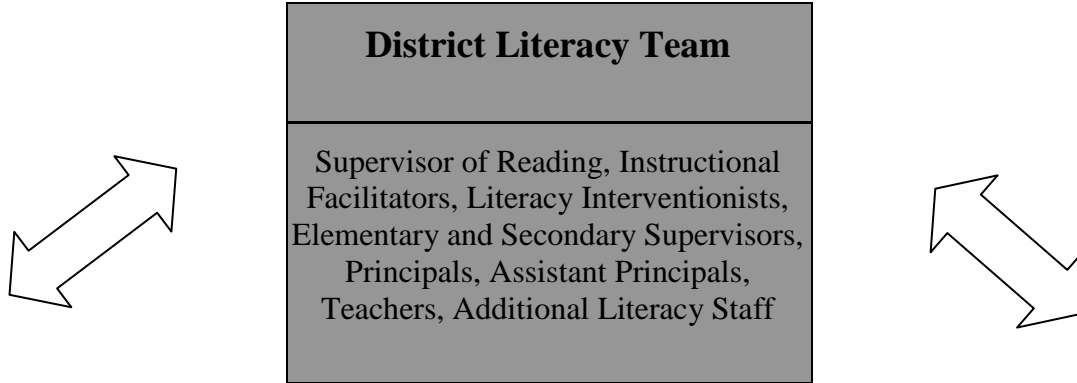 District Literacy Team
Supervisor of Reading, Instructional
Facilitators, Literacy Interventionists,
Elementary and Secondary Supervisors,
Principals, Assistant Principals,
Teachers, Additional Literacy Staff